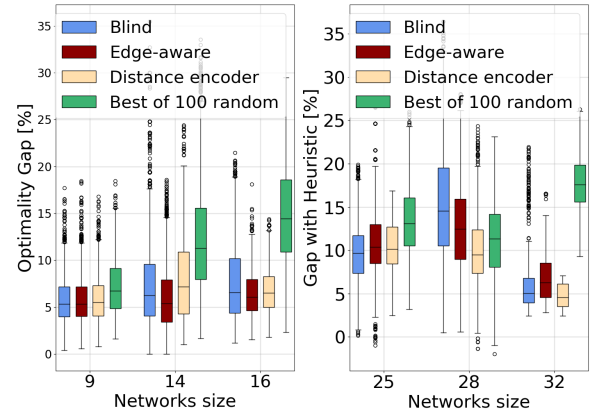 Optimality Gap [%]
35
30
25
20
15
10
5
0
Blind
Edge-aware
Distance encoder
Best of 100 random
9
14
16
Networks size
Gap with Heuristic [%]
35
30
25
20
15
10
5
0
Blind
Edge-aware
Distance encoder
Best of 100 random
25
28
32
Networks size